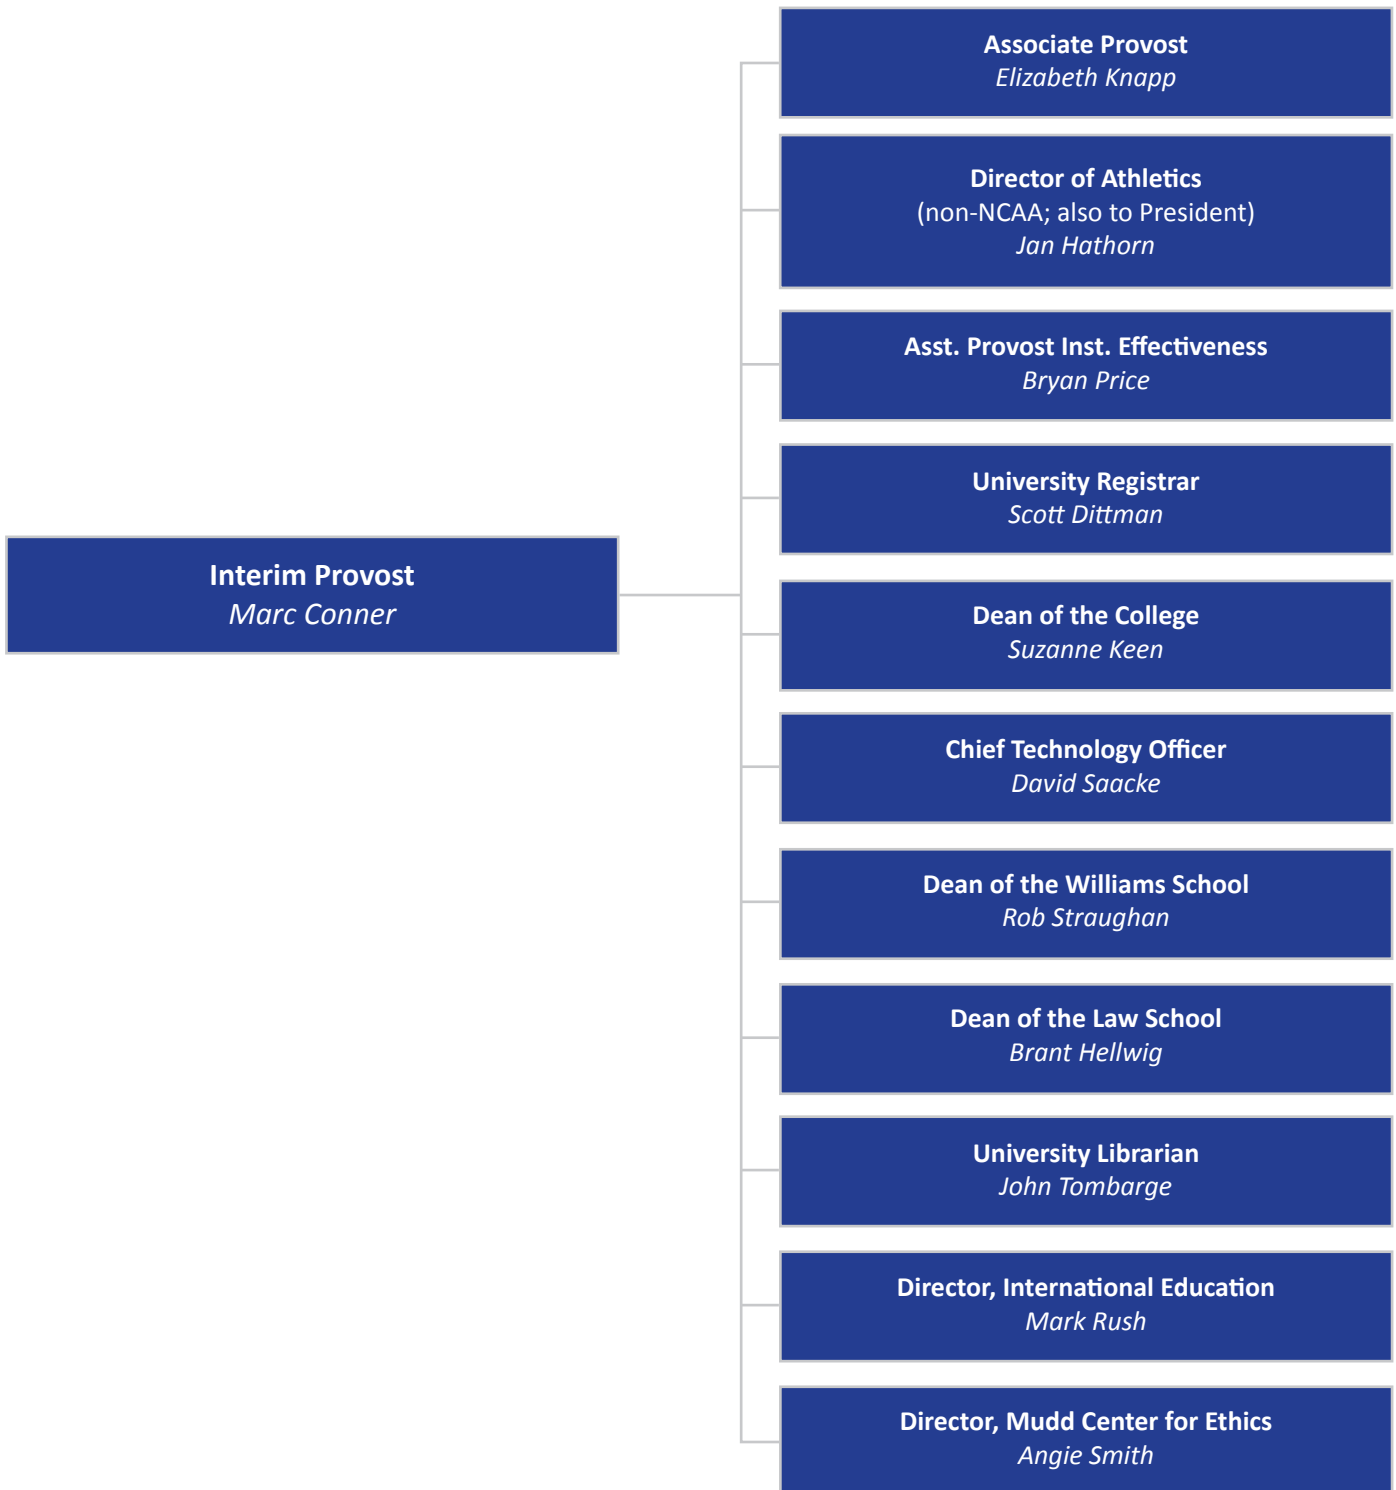 Associate Provost
Elizabeth Knapp
Director of Athletics
(non-NCAA; also to President)
Jan Hathorn
Asst. Provost Inst. Effectiveness
Bryan Price
University Registrar
Scott Dittman
Interim Provost
Marc Conner
Dean of the College
Suzanne Keen
Chief Technology Officer
David Saacke
Dean of the Williams School
Rob Straughan
Dean of the Law School
Brant Hellwig
University Librarian
John Tombarge
Director, International Education
Mark Rush
Director, Mudd Center for Ethics
Angie Smith